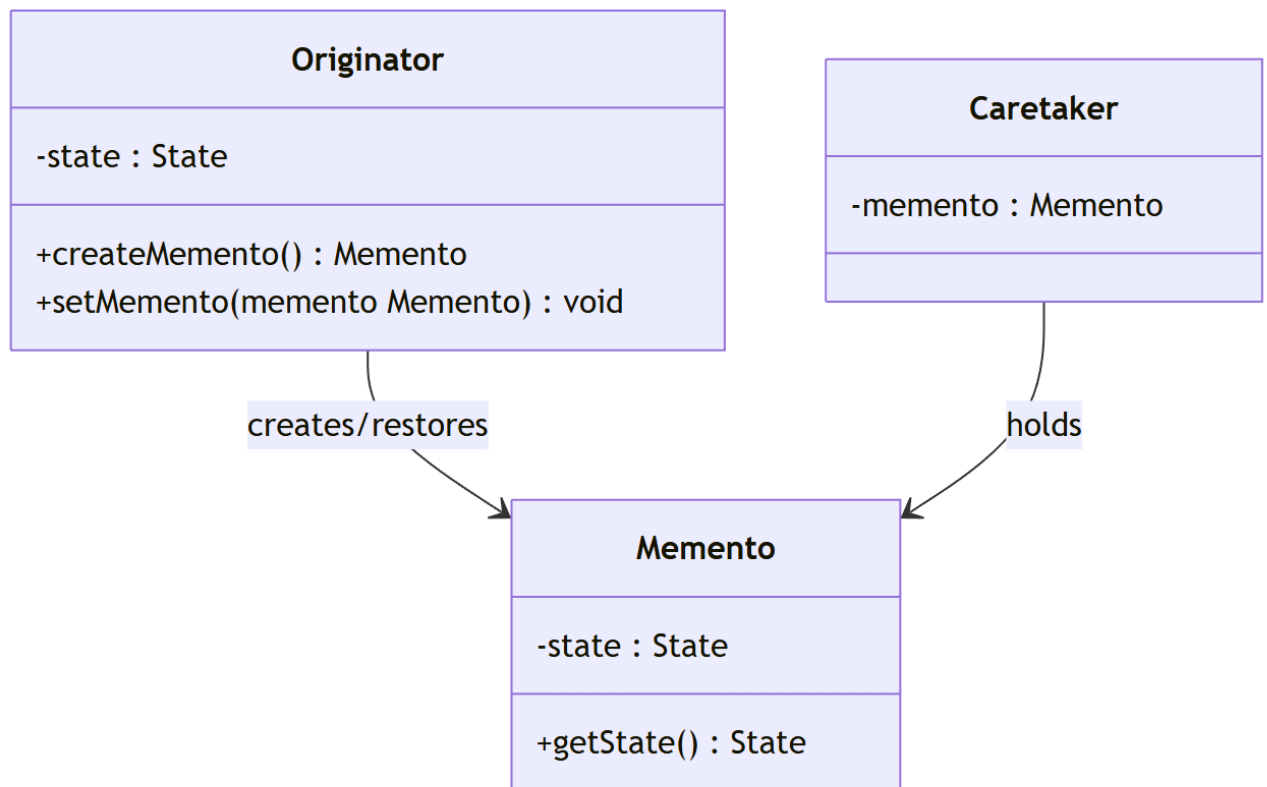 Originator
-state : State
+createMemento() : Memento
+setMemento(memento Memento) : void
Caretaker
-memento : Memento
creates/restores
holds
Memento
-state : State
+getState() : State